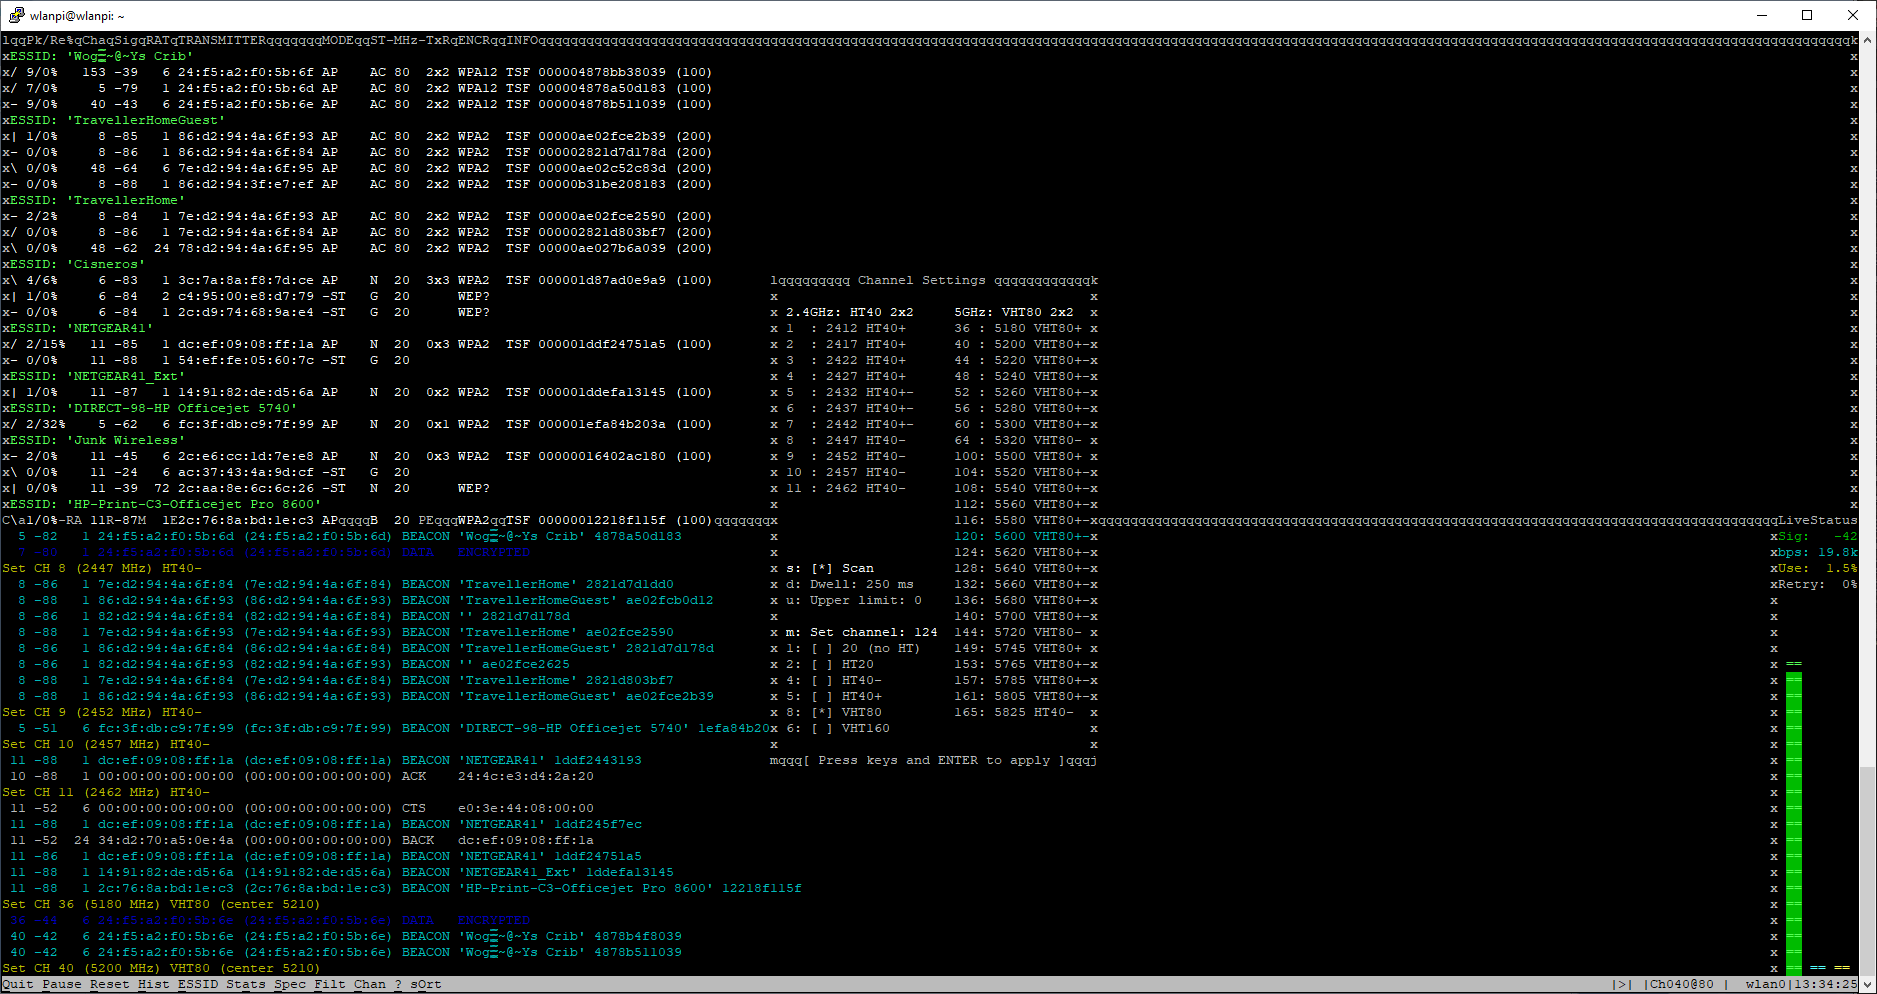 wlanpi@wlanpi: ~
lqqPk/Re%qChaqSigqRATqTRANSMITTERqqqqqqqMODEqqST-MHz-TxRqENCRqqINFOqqqqqqqqqqqqqqqqqqqqqqqqqqqqqqqqqqqqqqqqqqqqqqqqqqqqqqqqqqqqqqqqqqqqqqqqqqqqqqqqqqqqqqqqqqqqqqqqqqqqqqqqqqqqqqqqqqqqqqqqqqqqqqqqqqqqqqqqqqqqqqqqqqqqqqqqqqqqqqqqk
xESSID: 'Wog~@~Ys Crib' x
x/ 9/0% 153 -39 6 24:f5:a2:f0:5b:6f AP AC 80 2x2 WPA12 TSF 000004878bb38039 (100) x
x/ 7/0% 5 -79 1 24:f5:a2:f0:5b:6d AP AC 80 2x2 WPA12 TSF 000004878a50d183 (100) x
x- 9/0% 40 -43 6 24:f5:a2:f0:5b:6e AP AC 80 2x2 WPA12 TSF 000004878b511039 (100) x
xESSID: 'TravellerHomeGuest' x
x| 1/0% 8 -85 1 86:d2:94:4a:6f:93 AP AC 80 2x2 WPA2 TSF 00000ae02fce2b39 (200) x
x- 0/0% 8 -86 1 86:d2:94:4a:6f:84 AP AC 80 2x2 WPA2 TSF 000002821d7d178d (200) x
x\ 0/0% 48 -64 6 7e:d2:94:4a:6f:95 AP AC 80 2x2 WPA2 TSF 00000ae02c52c83d (200) x
x- 0/0% 8 -88 1 86:d2:94:3f:e7:ef AP AC 80 2x2 WPA2 TSF 00000b31be208183 (200) x
xESSID: 'TravellerHome' x
x- 2/2% 8 -84 1 7e:d2:94:4a:6f:93 AP AC 80 2x2 WPA2 TSF 00000ae02fce2590 (200) x
x/ 0/0% 8 -86 1 7e:d2:94:4a:6f:84 AP AC 80 2x2 WPA2 TSF 000002821d803bf7 (200) x
x\ 0/0% 48 -62 24 78:d2:94:4a:6f:95 AP AC 80 2x2 WPA2 TSF 00000ae027b6a039 (200) x
xESSID: 'Cisneros' x
x\ 4/6% 6 -83 1 3c:7a:8a:f8:7d:ce AP N 20 3x3 WPA2 TSF 000001d87ad0e9a9 (100) lqqqqqqqqq Channel Settings qqqqqqqqqqqqk x
x| 1/0% 6 -84 2 c4:95:00:e8:d7:79 -ST G 20 WEP? x x x
x- 0/0% 6 -84 1 2c:d9:74:68:9a:e4 -ST G 20 WEP? x 2.4GHz: HT40 2x2 5GHz: VHT80 2x2 x x
xESSID: 'NETGEAR41' x 1 : 2412 HT40+ 36 : 5180 VHT80+ x x
x/ 2/15% 11 -85 1 dc:ef:09:08:ff:1a AP N 20 0x3 WPA2 TSF 000001ddf24751a5 (100) x 2 : 2417 HT40+ 40 : 5200 VHT80+-x x
x- 0/0% 11 -88 1 54:ef:fe:05:60:7c -ST G 20 x 3 : 2422 HT40+ 44 : 5220 VHT80+-x x
xESSID: 'NETGEAR41_Ext' x 4 : 2427 HT40+ 48 : 5240 VHT80+-x x
x| 1/0% 11 -87 1 14:91:82:de:d5:6a AP N 20 0x2 WPA2 TSF 000001ddefa13145 (100) x 5 : 2432 HT40+- 52 : 5260 VHT80+-x x
xESSID: 'DIRECT-98-HP Officejet 5740' x 6 : 2437 HT40+- 56 : 5280 VHT80+-x x
x/ 2/32% 5 -62 6 fc:3f:db:c9:7f:99 AP N 20 0x1 WPA2 TSF 000001efa84b203a (100) x 7 : 2442 HT40+- 60 : 5300 VHT80+-x x
xESSID: 'Junk Wireless' x 8 : 2447 HT40- 64 : 5320 VHT80- x x
x- 2/0% 11 -45 6 2c:e6:cc:1d:7e:e8 AP N 20 0x3 WPA2 TSF 00000016402ac180 (100) x 9 : 2452 HT40- 100: 5500 VHT80+ x x
x\ 0/0% 11 -24 6 ac:37:43:4a:9d:cf -ST G 20 x 10 : 2457 HT40- 104: 5520 VHT80+-x x
x| 0/0% 11 -39 72 2c:aa:8e:6c:6c:26 -ST N 20 WEP? x 11 : 2462 HT40- 108: 5540 VHT80+-x x
xESSID: 'HP-Print-C3-Officejet Pro 8600' x 112: 5560 VHT80+-x x
C\a1/0%-RA 11R-87M 1E2c:76:8a:bd:1e:c3 APqqqqB 20 PEqqqWPA2qqTSF 00000012218f115f (100)qqqqqqqx 116: 5580 VHT80+-xqqqqqqqqqqqqqqqqqqqqqqqqqqqqqqqqqqqqqqqqqqqqqqqqqqqqqqqqqqqqqqqqqqqqqqqqqqqqqqqqqqqqqLiveStatus
5 -82 1 24:f5:a2:f0:5b:6d (24:f5:a2:f0:5b:6d) BEACON 'Wog~@~Ys Crib' 4878a50d183 x 120: 5600 VHT80+-x xSig: -42
7 -80 1 24:f5:a2:f0:5b:6d (24:f5:a2:f0:5b:6d) DATA ENCRYPTED x 124: 5620 VHT80+-x xbps: 19.8k
Set CH 8 (2447 MHz) HT40- x s: [*] Scan 128: 5640 VHT80+-x xUse: 1.5%
8 -86 1 7e:d2:94:4a:6f:84 (7e:d2:94:4a:6f:84) BEACON 'TravellerHome' 2821d7d1dd0 x d: Dwell: 250 ms 132: 5660 VHT80+-x xRetry: 0%
8 -88 1 86:d2:94:4a:6f:93 (86:d2:94:4a:6f:93) BEACON 'TravellerHomeGuest' ae02fcb0d12 x u: Upper limit: 0 136: 5680 VHT80+-x x
8 -86 1 82:d2:94:4a:6f:84 (82:d2:94:4a:6f:84) BEACON '' 2821d7d178d x 140: 5700 VHT80+-x x
8 -88 1 7e:d2:94:4a:6f:93 (7e:d2:94:4a:6f:93) BEACON 'TravellerHome' ae02fce2590 x m: Set channel: 124 144: 5720 VHT80- x x
8 -86 1 86:d2:94:4a:6f:84 (86:d2:94:4a:6f:84) BEACON 'TravellerHomeGuest' 2821d7d178d x 1: [ ] 20 (no HT) 149: 5745 VHT80+ x x
8 -86 1 82:d2:94:4a:6f:93 (82:d2:94:4a:6f:93) BEACON '' ae02fce2625 x 2: [ ] HT20 153: 5765 VHT80+-x x ==
8 -88 1 7e:d2:94:4a:6f:84 (7e:d2:94:4a:6f:84) BEACON 'TravellerHome' 2821d803bf7 x 4: [ ] HT40- 157: 5785 VHT80+-x x ==
8 -88 1 86:d2:94:4a:6f:93 (86:d2:94:4a:6f:93) BEACON 'TravellerHomeGuest' ae02fce2b39 x 5: [ ] HT40+ 161: 5805 VHT80+-x x ==
Set CH 9 (2452 MHz) HT40- x 8: [*] VHT80 165: 5825 HT40- x x ==
5 -51 6 fc:3f:db:c9:7f:99 (fc:3f:db:c9:7f:99) BEACON 'DIRECT-98-HP Officejet 5740' 1efa84b20x 6: [ ] VHT160 x x ==
Set CH 10 (2457 MHz) HT40- x x x ==
11 -88 1 dc:ef:09:08:ff:1a (dc:ef:09:08:ff:1a) BEACON 'NETGEAR41' 1ddf2443193 mqqq[ Press keys and ENTER to apply ]qqqj x ==
10 -88 1 00:00:00:00:00:00 (00:00:00:00:00:00) ACK 24:4c:e3:d4:2a:20 x ==
Set CH 11 (2462 MHz) HT40- x ==
11 -52 6 00:00:00:00:00:00 (00:00:00:00:00:00) CTS e0:3e:44:08:00:00 x ==
11 -88 1 dc:ef:09:08:ff:1a (dc:ef:09:08:ff:1a) BEACON 'NETGEAR41' 1ddf245f7ec x ==
11 -52 24 34:d2:70:a5:0e:4a (00:00:00:00:00:00) BACK dc:ef:09:08:ff:1a x ==
11 -86 1 dc:ef:09:08:ff:1a (dc:ef:09:08:ff:1a) BEACON 'NETGEAR41' 1ddf24751a5 x ==
11 -88 1 14:91:82:de:d5:6a (14:91:82:de:d5:6a) BEACON 'NETGEAR41_Ext' 1ddefa13145 x ==
11 -88 1 2c:76:8a:bd:1e:c3 (2c:76:8a:bd:1e:c3) BEACON 'HP-Print-C3-Officejet Pro 8600' 12218f115f x ==
Set CH 36 (5180 MHz) VHT80 (center 5210) x ==
36 -44 6 24:f5:a2:f0:5b:6e (24:f5:a2:f0:5b:6e) DATA ENCRYPTED x ==
40 -42 6 24:f5:a2:f0:5b:6e (24:f5:a2:f0:5b:6e) BEACON 'Wog~@~Ys Crib' 4878b4f8039 x ==
40 -42 6 24:f5:a2:f0:5b:6e (24:f5:a2:f0:5b:6e) BEACON 'Wog~@~Ys Crib' 4878b511039 x ==
Set CH 40 (5200 MHz) VHT80 (center 5210) x == == ==
Quit Pause Reset Hist ESSID Stats Spec Filt Chan ? sOrt |>| |Ch040@80 | wlan0|13:34:25